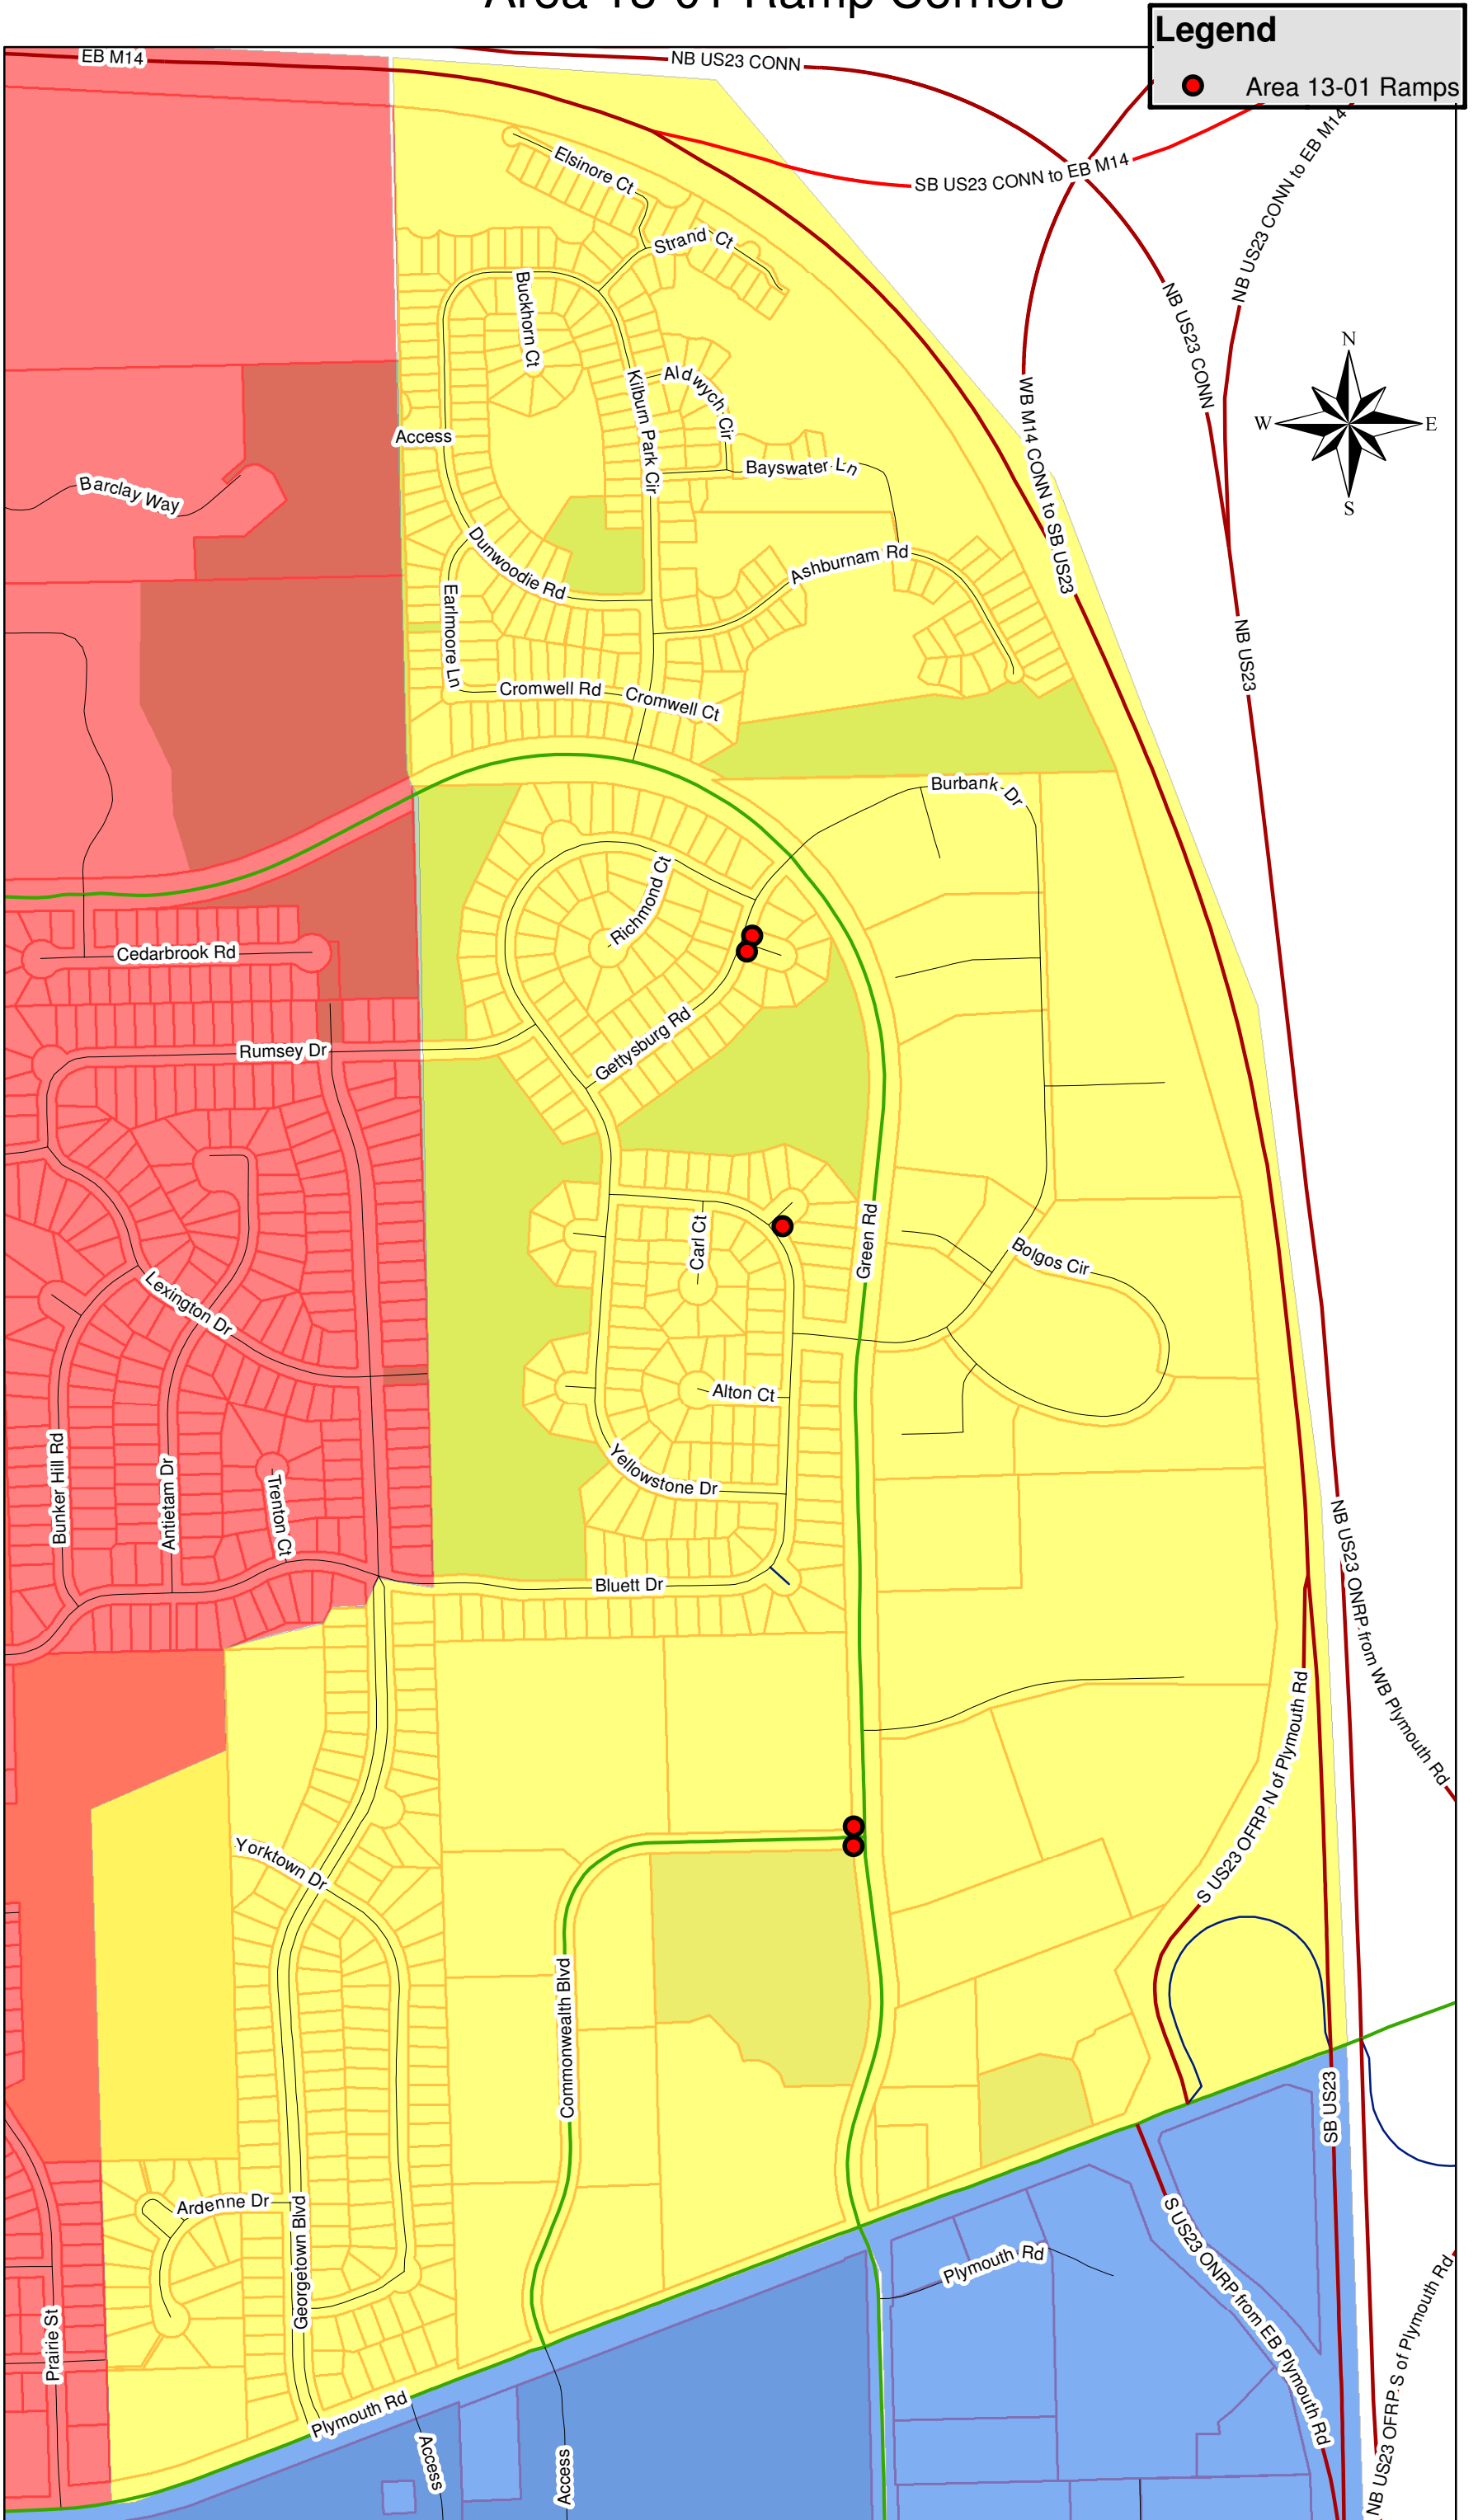 Area 13-01 Ramp Corners
Legend
Area 13-01 Ramps
EB M14
NB US23 CONN
SB US23 CONN to EB M14
NB US23 CONN to EB M14
Elsinore Ct
Strand Ct
Buckhorn Ct
NB US23 CONN
N
W
E
S
Kilburn Park Cir
Aldwych Cir
WB M14 CONN to SB US23
Access
Bayswater Ln
Barclay Way
Dunwoodie Rd
Ashburnam Rd
Earlmoore Ln
NB US23
Cromwell Rd
Cromwell Ct
Burbank Dr
Richmond Ct
Cedarbrook Rd
Gettysburg Rd
Rumsey Dr
Carl Ct
Green Rd
Bolgos Cir
Lexington Dr
Alton Ct
Bunker Hill Rd
Antietam Dr
Trenton Ct
Yellowstone Dr
NB US23 ONRP from WB Plymouth Rd
Bluett Dr
S US23 OFRP N of Plymouth Rd
Yorktown Dr
Commonwealth Blvd
SB US23
Ardenne Dr
Georgetown Blvd
Plymouth Rd
S US23 ONRP from EB Plymouth Rd
Prairie St
Plymouth Rd
Access
Access
NB US23 OFRP S of Plymouth Rd